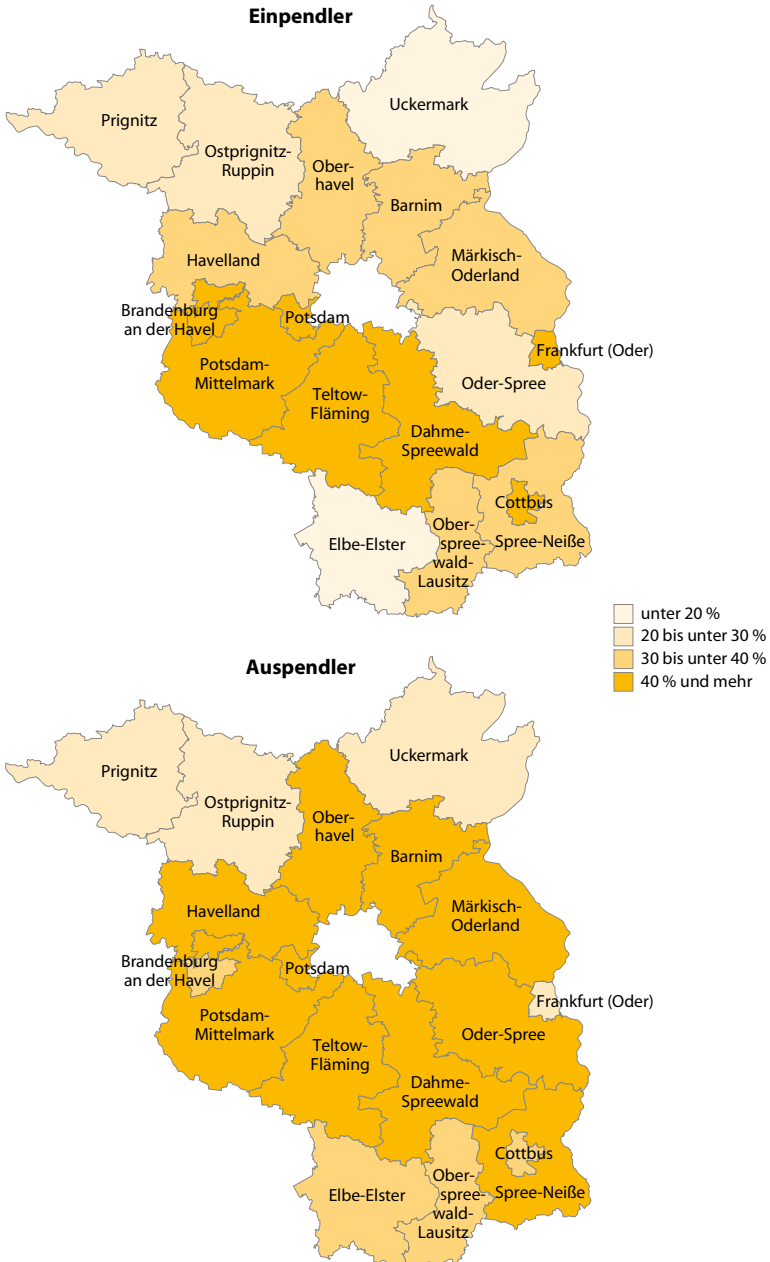 Einpendler
Uckermark
Prignitz
Ostprignitz-
Ruppin
Ober-
havel
Barnim
Havelland
Märkisch-
Oderland
Brandenburg
an der Havel
Potsdam
Frankfurt (Oder)
Potsdam-
Mittelmark
Teltow-
Fläming
Oder-Spree
Dahme-
Spreewald
Cottbus
Ober-
spree-
wald-
Lausitz
Spree-Neiße
Elbe-Elster
unter 20 %
20 bis unter 30 %
30 bis unter 40 %
40 % und mehr
Auspendler
Uckermark
Prignitz
Ostprignitz-
Ruppin
Ober-
havel
Barnim
Havelland
Märkisch-
Oderland
Brandenburg
an der Havel
Potsdam
Frankfurt (Oder)
Potsdam-
Mittelmark
Teltow-
Fläming
Oder-Spree
Dahme-
Spreewald
Cottbus
Ober-
spree-
wald-
Lausitz
Spree-Neiße
Elbe-Elster